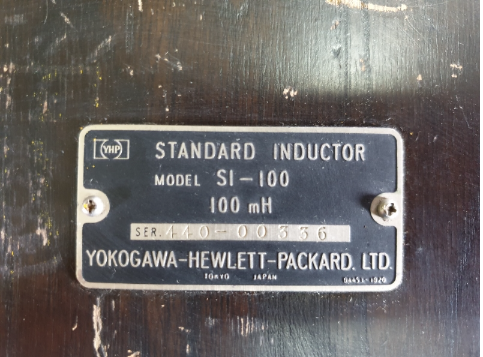 YHP STANDARD INDUCTOR
MODEL SI-100
100 mH
SER. 440-00336
YOKOGAWA-HEWLETT-PACKARD. LTD.
TOKYO JAPAN